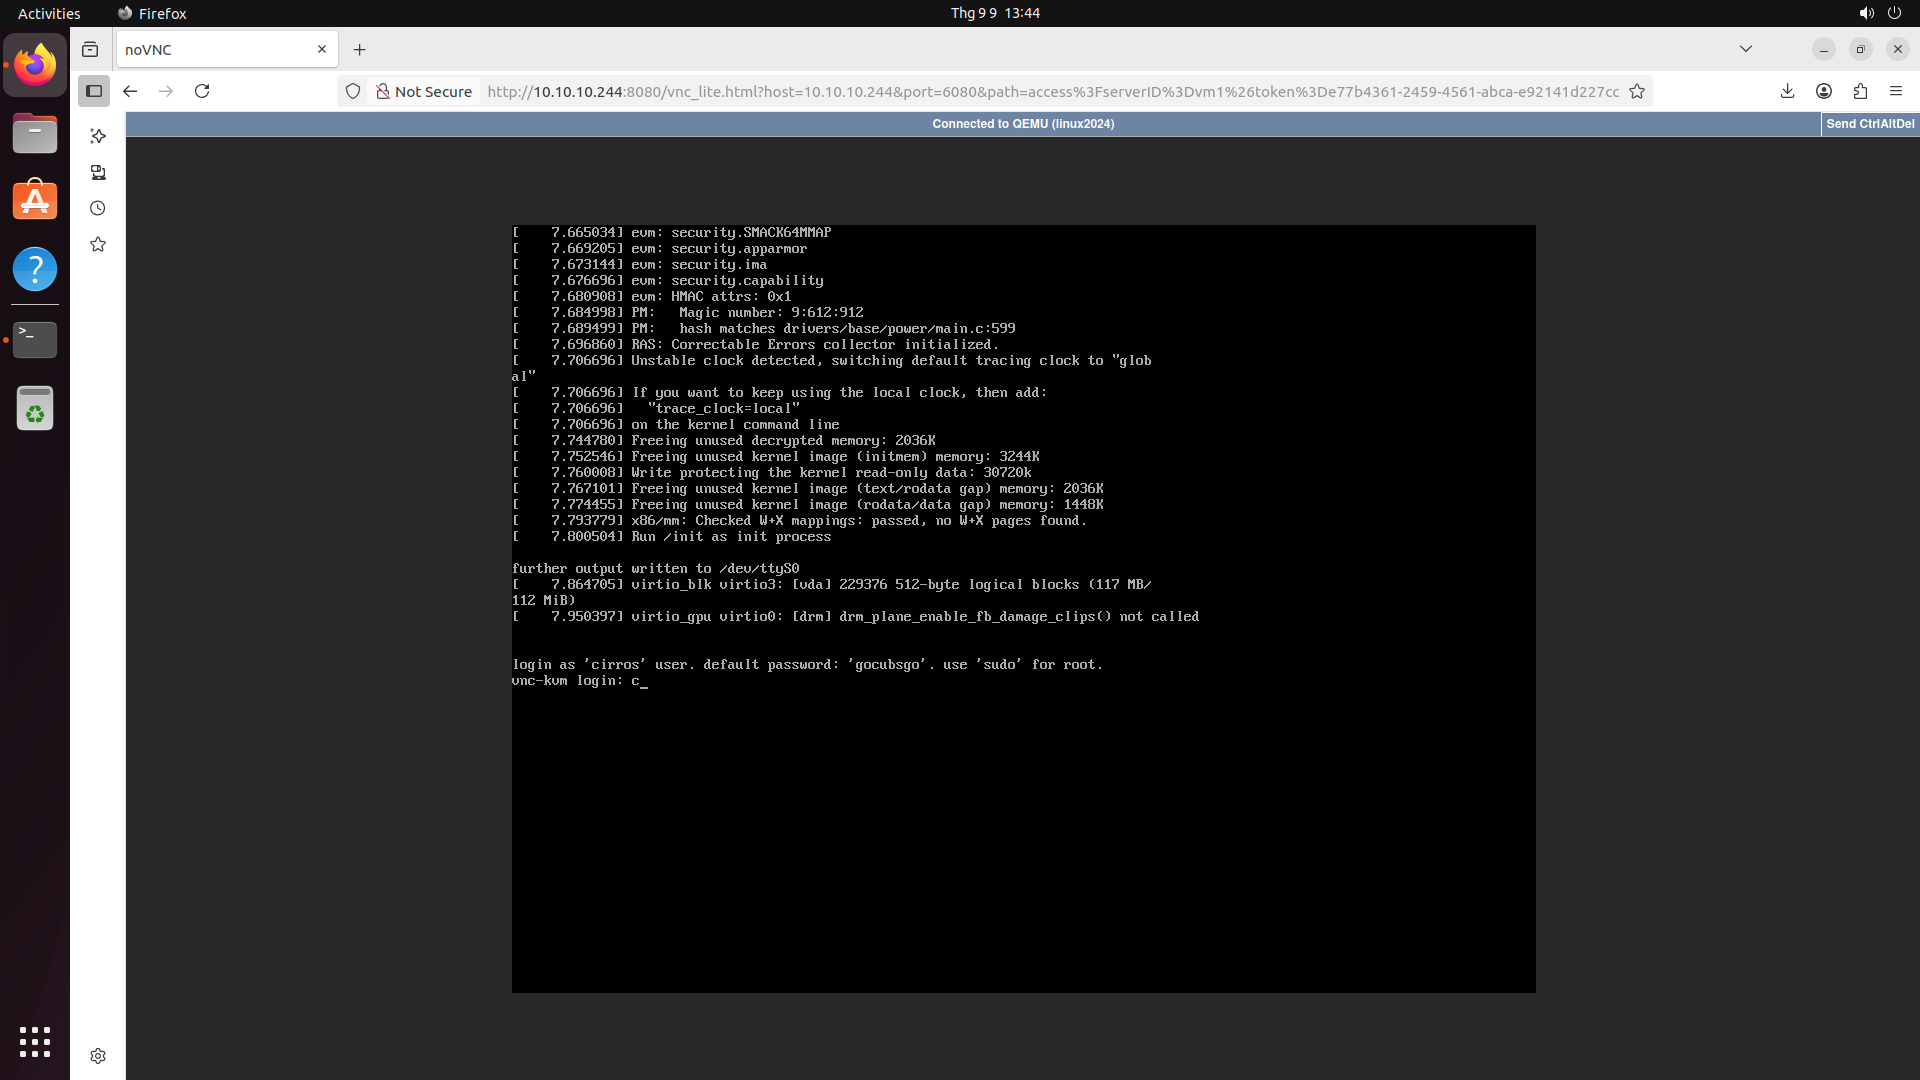 Activities
Firefox
Thg 9 9 13:44
noVNC
Not Secure
http://10.10.10.244:8080/vnc_lite.html?host=10.10.10.244&port=6080&path=access%3FserverID%3Dvm1%26token%3De77b4361-2459-4561-abca-e92141d227cc
Connected to QEMU (linux2024)
Send CtrlAltDel
[    7.665034] evm: security.SMACK64MMAP
[    7.669205] evm: security.apparmor
[    7.673144] evm: security.ima
[    7.676696] evm: security.capability
[    7.680908] evm: HMAC attrs: 0x1
[    7.684998] PM:   Magic number: 9:612:912
[    7.689499] PM:   hash matches drivers/base/power/main.c:599
[    7.696860] RAS: Correctable Errors collector initialized.
[    7.706696] Unstable clock detected, switching default tracing clock to "glob
al"
[    7.706696] If you want to keep using the local clock, then add:
[    7.706696]   "trace_clock=local"
[    7.706696] on the kernel command line
[    7.744780] Freeing unused decrypted memory: 2036K
[    7.752546] Freeing unused kernel image (initmem) memory: 3244K
[    7.760008] Write protecting the kernel read-only data: 30720k
[    7.767101] Freeing unused kernel image (text/rodata gap) memory: 2036K
[    7.774455] Freeing unused kernel image (rodata/data gap) memory: 1448K
[    7.793779] x86/mm: Checked W+X mappings: passed, no W+X pages found.
[    7.800504] Run /init as init process
further output written to /dev/ttyS0
[    7.864705] virtio_blk virtio3: [vda] 229376 512-byte logical blocks (117 MB/
112 MiB)
[    7.950397] virtio_gpu virtio0: [drm] drm_plane_enable_fb_damage_clips() not called
login as 'cirros' user. default password: 'gocubsgo'. use 'sudo' for root.
vnc-kvm login: c_